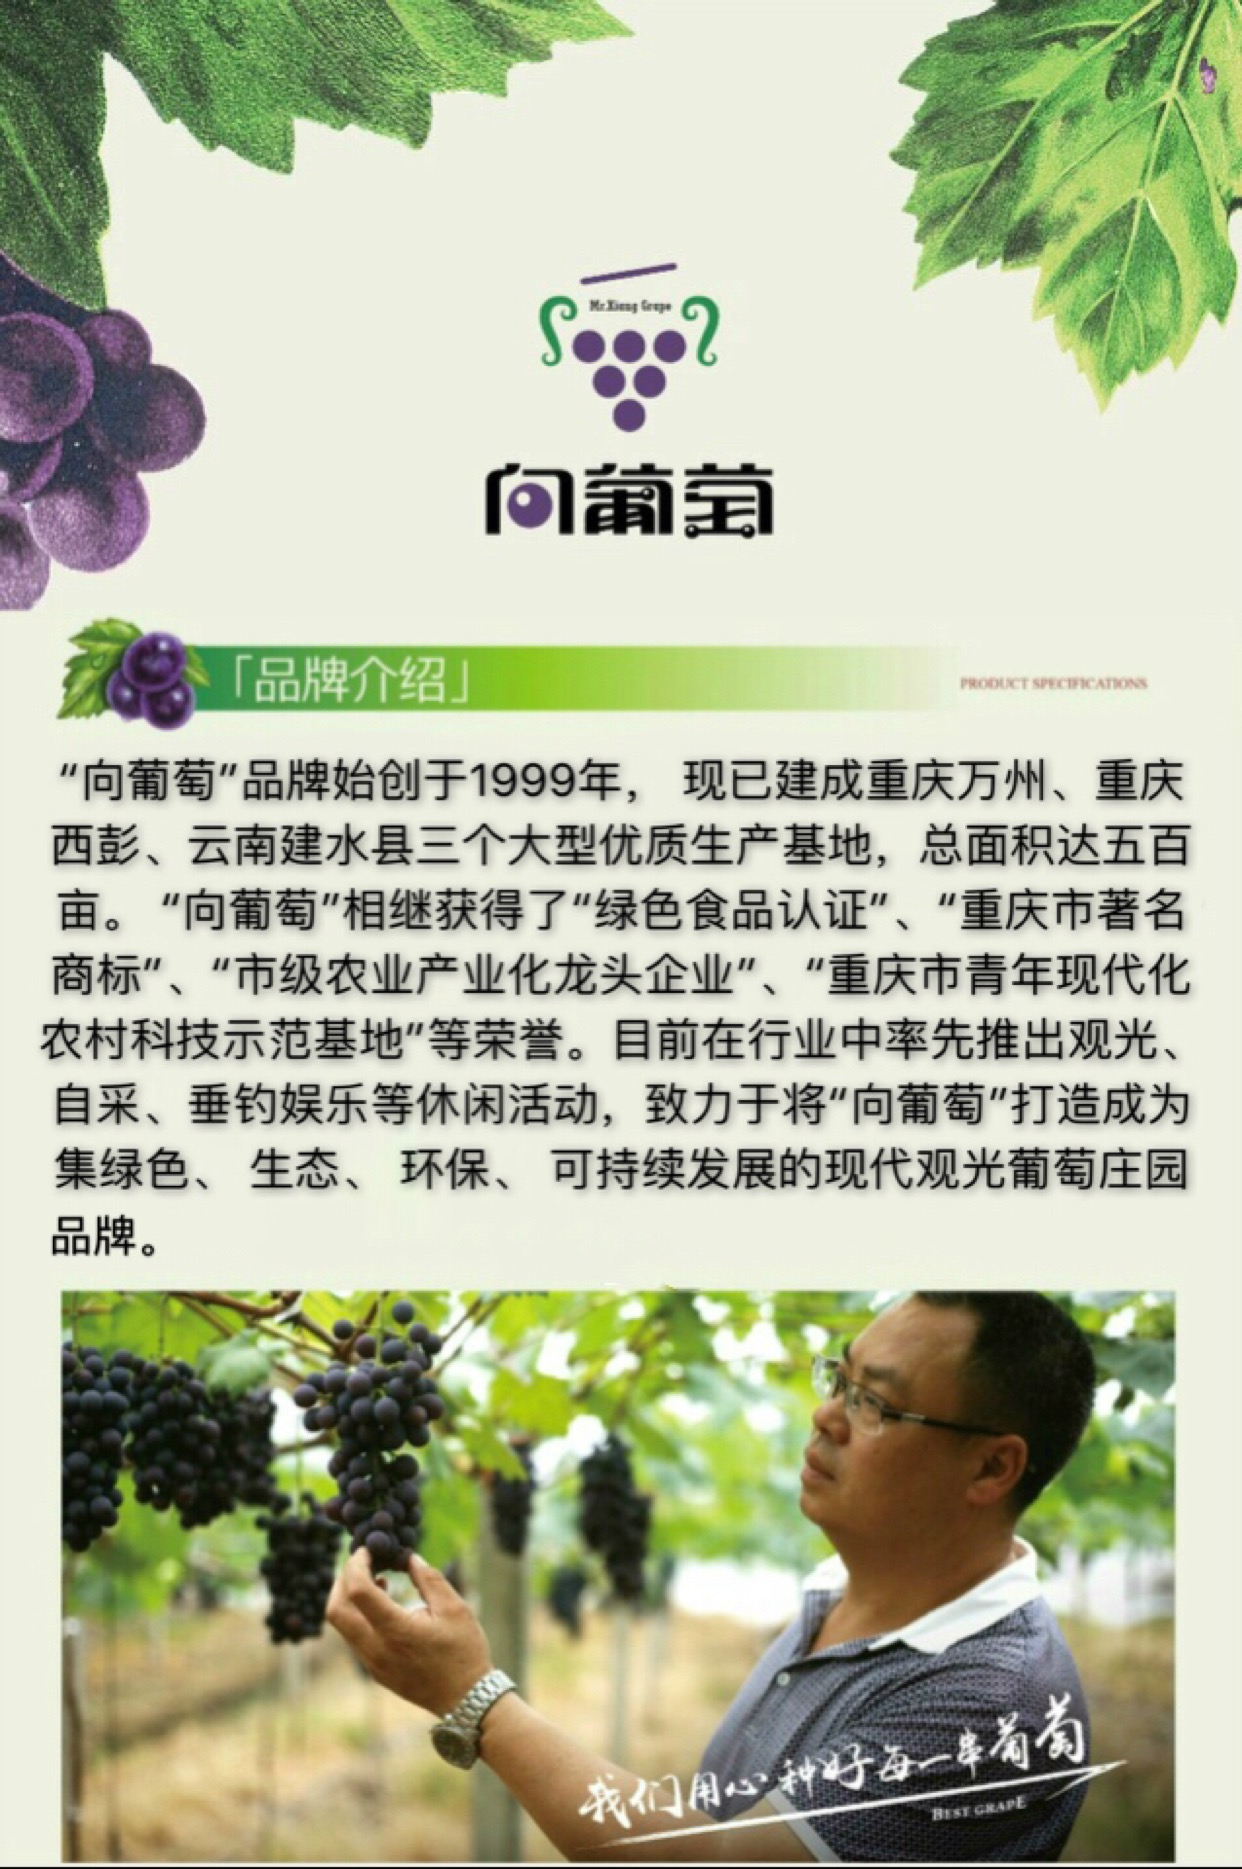 Mr.Xiang Grape
向葡萄
「品牌介绍」
PRODUCT SPECIFICATIONS
“向葡萄”品牌始创于1999年， 现已建成重庆万州、重庆
西彭、云南建水县三个大型优质生产基地，总面积达五百
亩。“向葡萄”相继获得了“绿色食品认证”、“重庆市著名
商标”、“市级农业产业化龙头企业”、“重庆市青年现代化
农村科技示范基地”等荣誉。目前在行业中率先推出观光、
自采、垂钓娱乐等休闲活动，致力于将“向葡萄”打造成为
集绿色、 生态、 环保、 可持续发展的现代观光葡萄庄园
品牌。
我们用心 种好每一串葡萄
BEST GRAPE